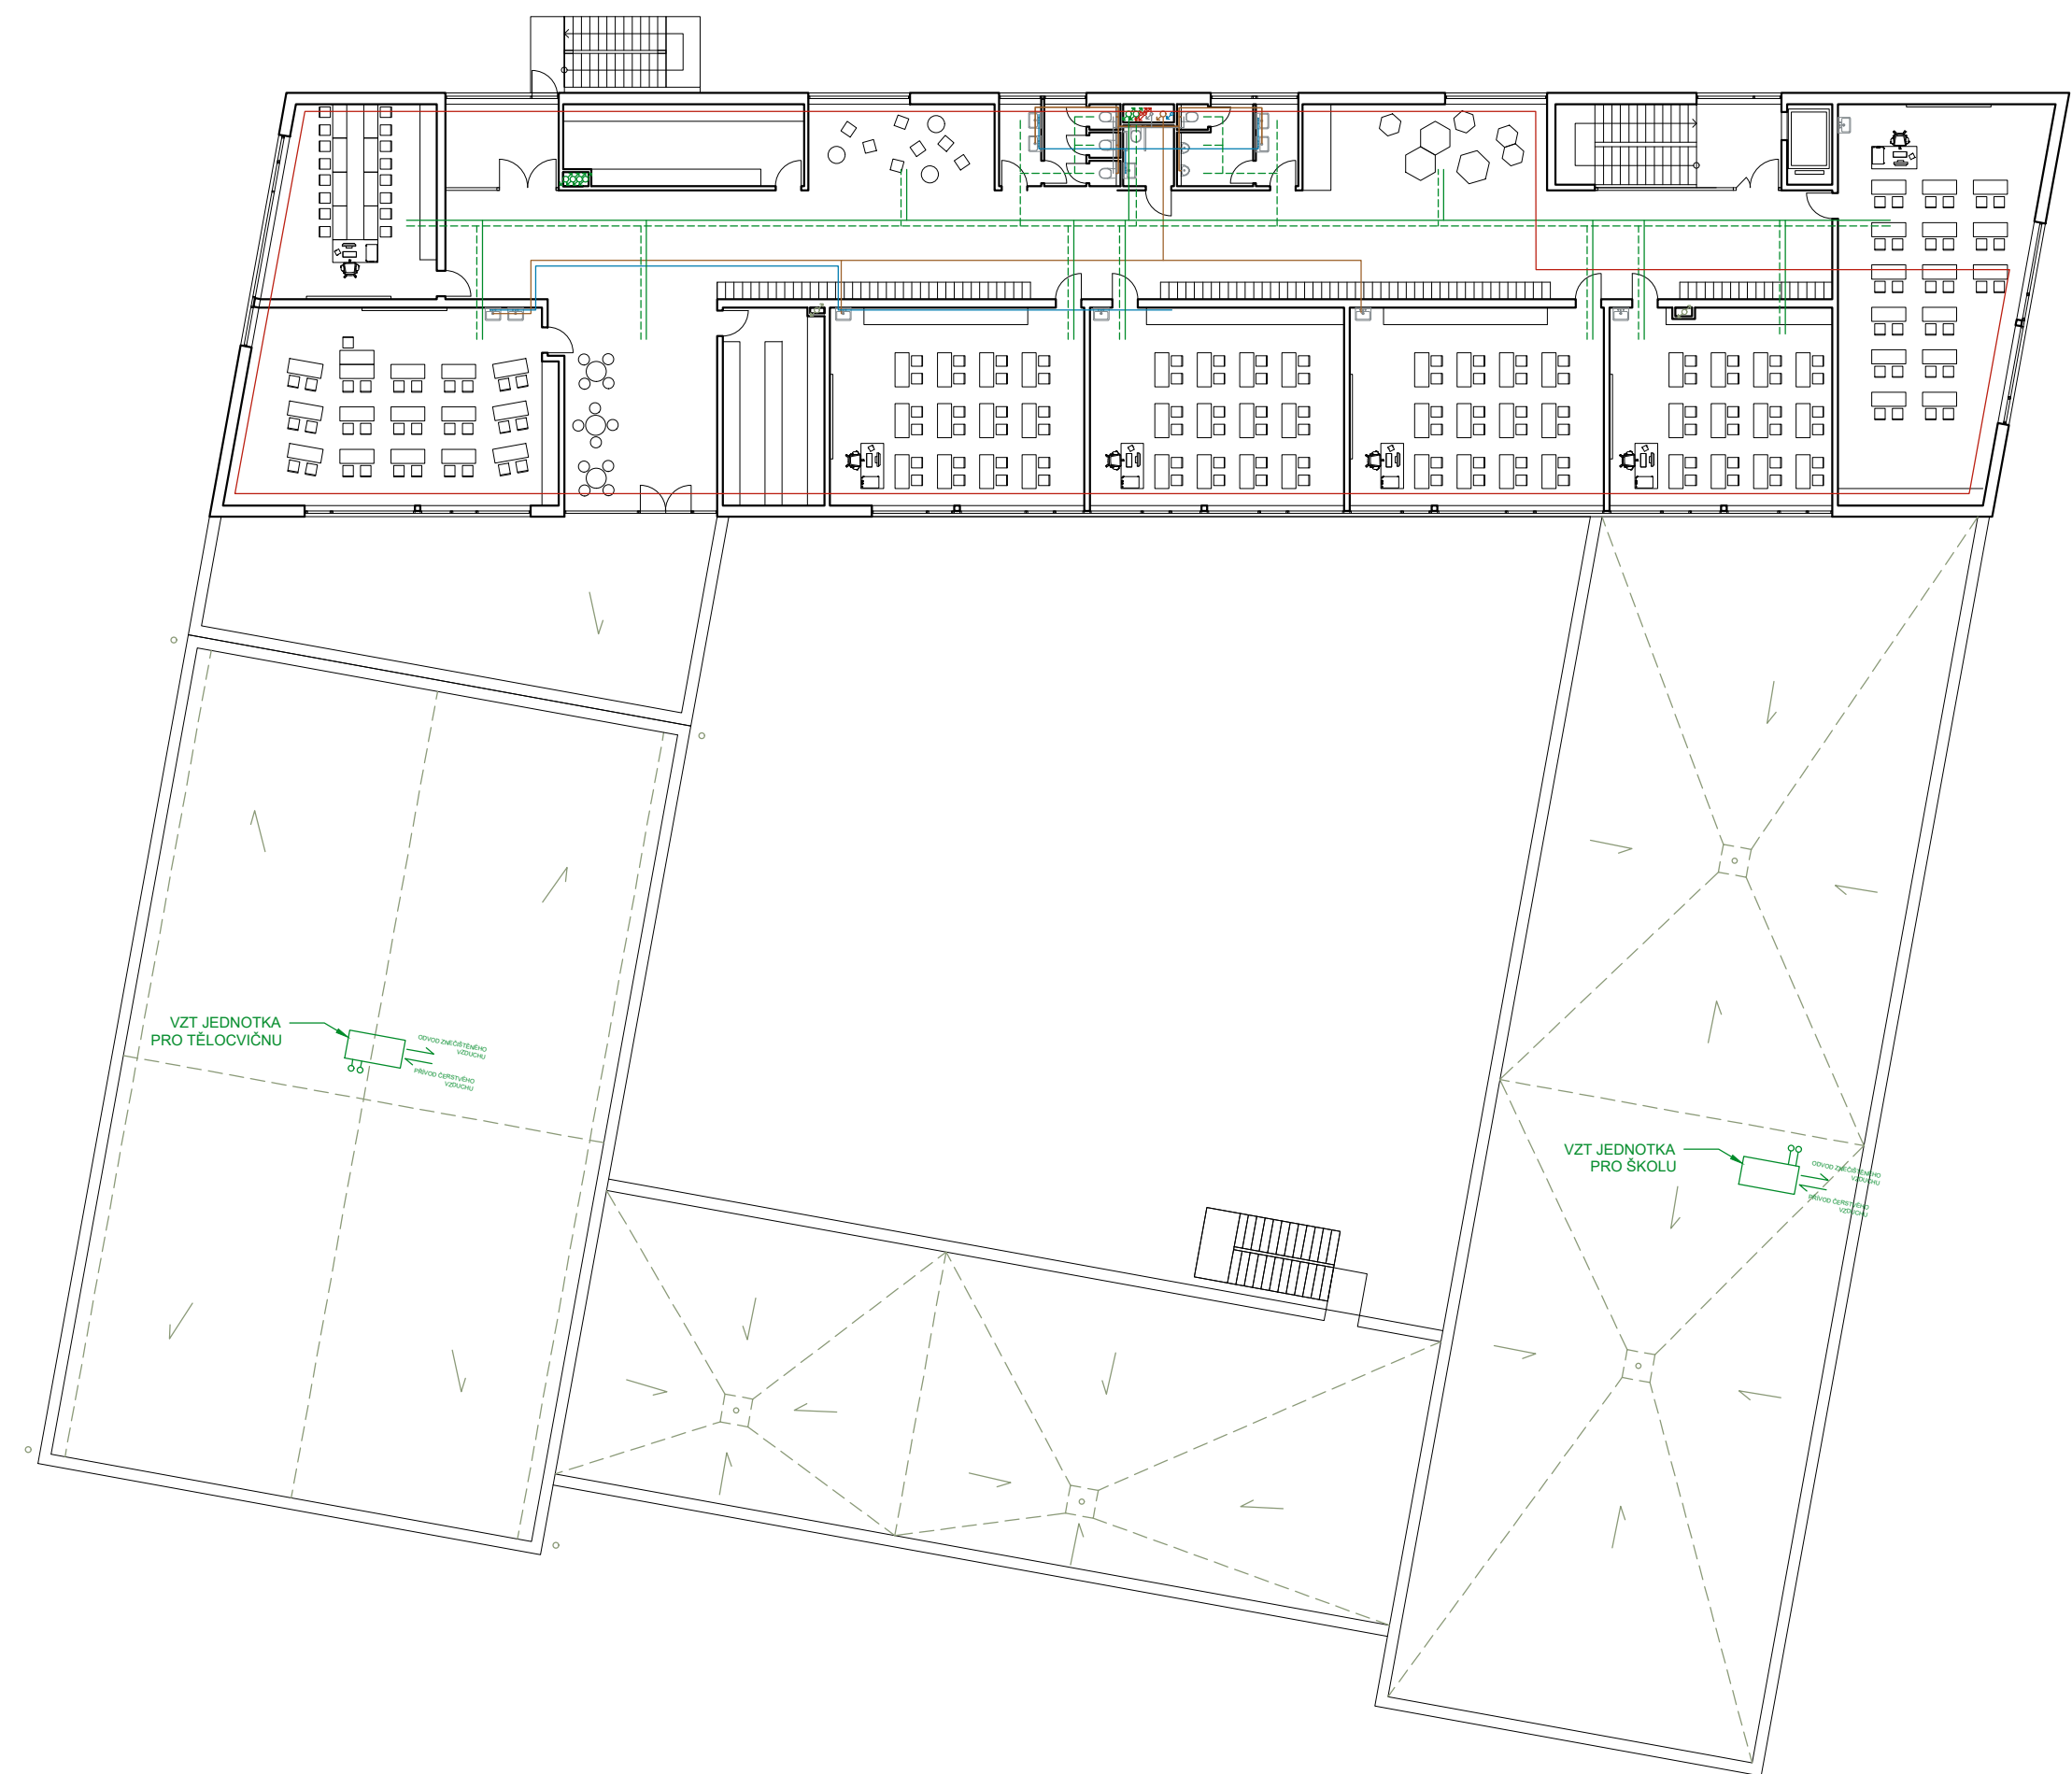 VZT JEDNOTKA
PRO TĚLOCVIČNU
ODVOD ZNEČIŠTĚNÉHO
VZDUCHU
PŘÍVOD ČERSTVÉHO
VZDUCHU
VZT JEDNOTKA
PRO ŠKOLU
ODVOD ZNEČIŠTĚNÉHO
VZDUCHU
PŘÍVOD ČERSTVÉHO
VZDUCHU